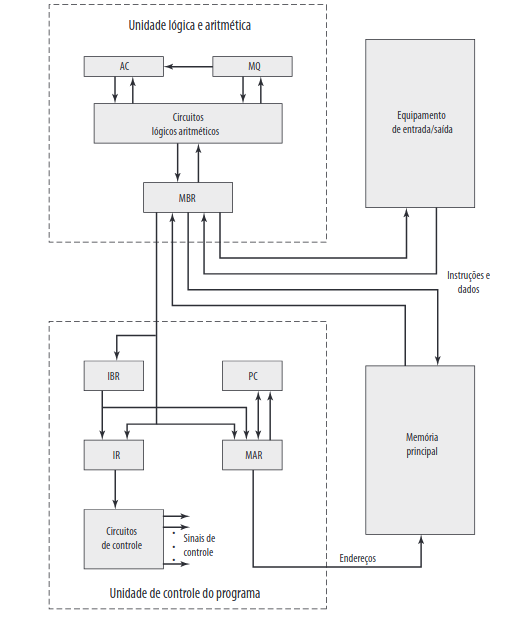 Unidade lógica e aritmética
AC
MQ
Circuitos
lógicos aritméticos
MBR
Equipamento
de entrada/saída
Instruções e
dados
IBR
PC
IR
MAR
Memória
principal
Circuitos
de controle
Sinais de
controle
Endereços
Unidade de controle do programa